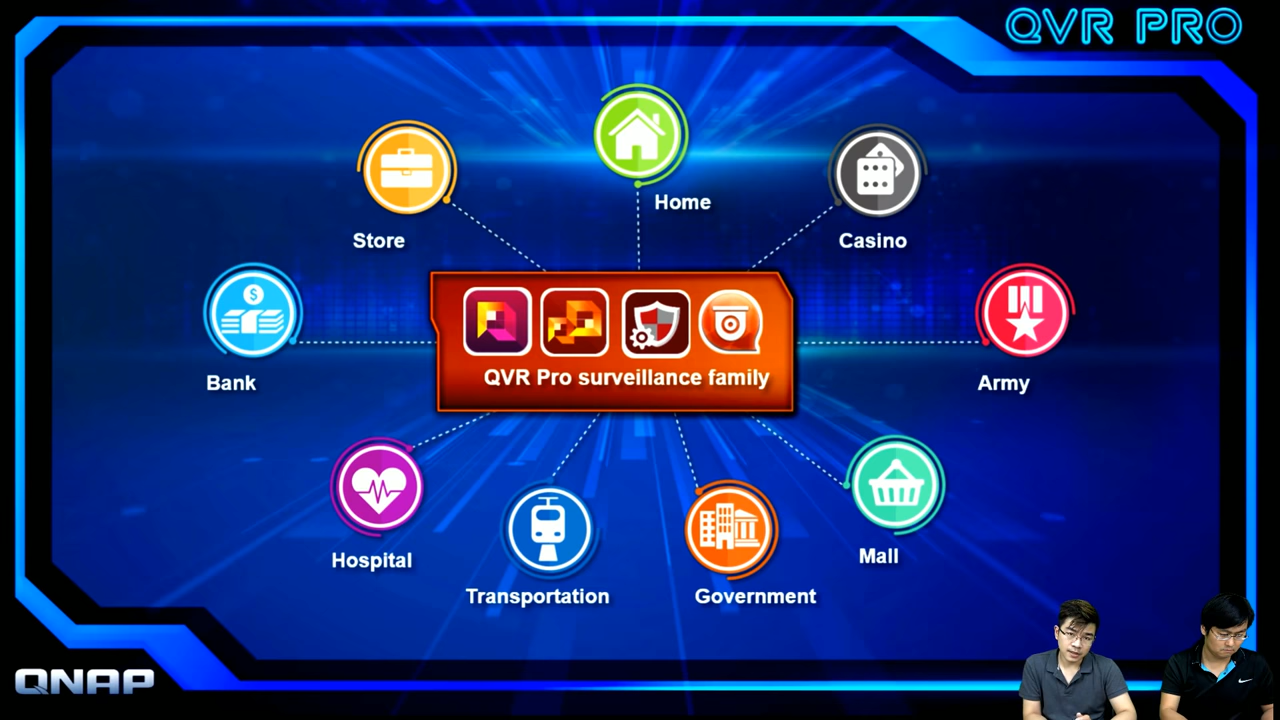 QVR PRO
Home
Store
Casino
$
QVR Pro surveillance family
Bank
Army
Hospital
Mall
Transportation
Government
QNAP